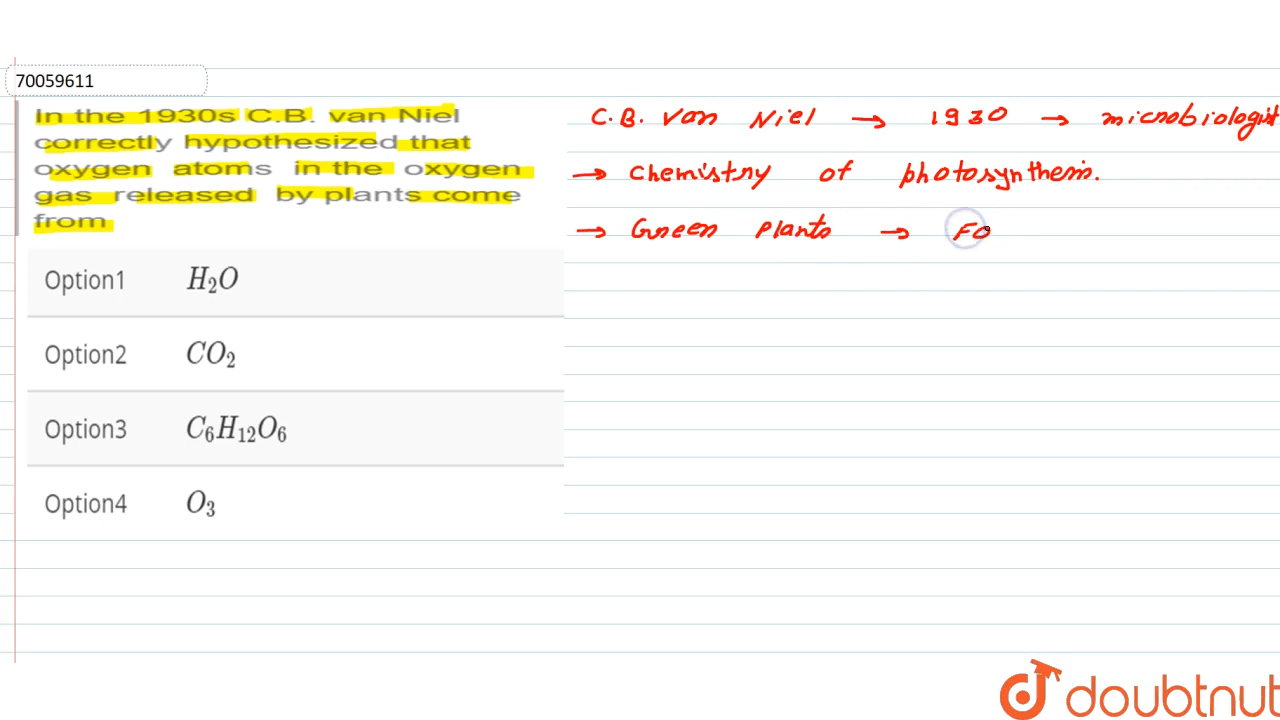 70059611
In the 1930s C.B. van Niel
correctly hypothesized that
oxygen atoms in the oxygen
gas released by plants come
from
Option1 H₂O
Option2 CO₂
Option3 C₆H₁₂O₆
Option4 O₃
C.B. Van Niel → 1930 → microbiologist
→ Chemistry of photosynthesis.
→ Green Plants → FO
doubtnut